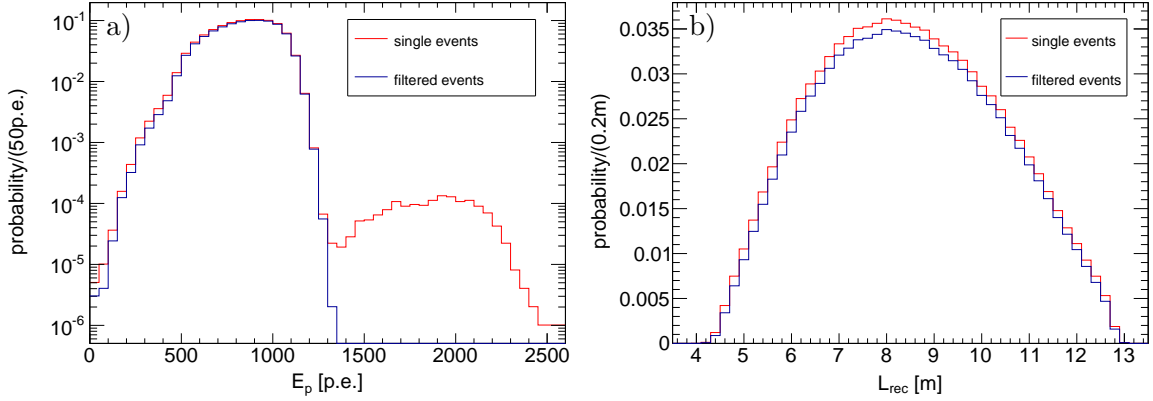 a)
single events
filtered events
probability/(50p.e.)
10⁻¹
10⁻²
10⁻³
10⁻⁴
10⁻⁵
10⁻⁶
0 500 1000 1500 2000 2500
E_p [p.e.]
b)
single events
filtered events
probability/(0.2m)
0.035
0.03
0.025
0.02
0.015
0.01
0.005
0
4 5 6 7 8 9 10 11 12 13
L_rec [m]